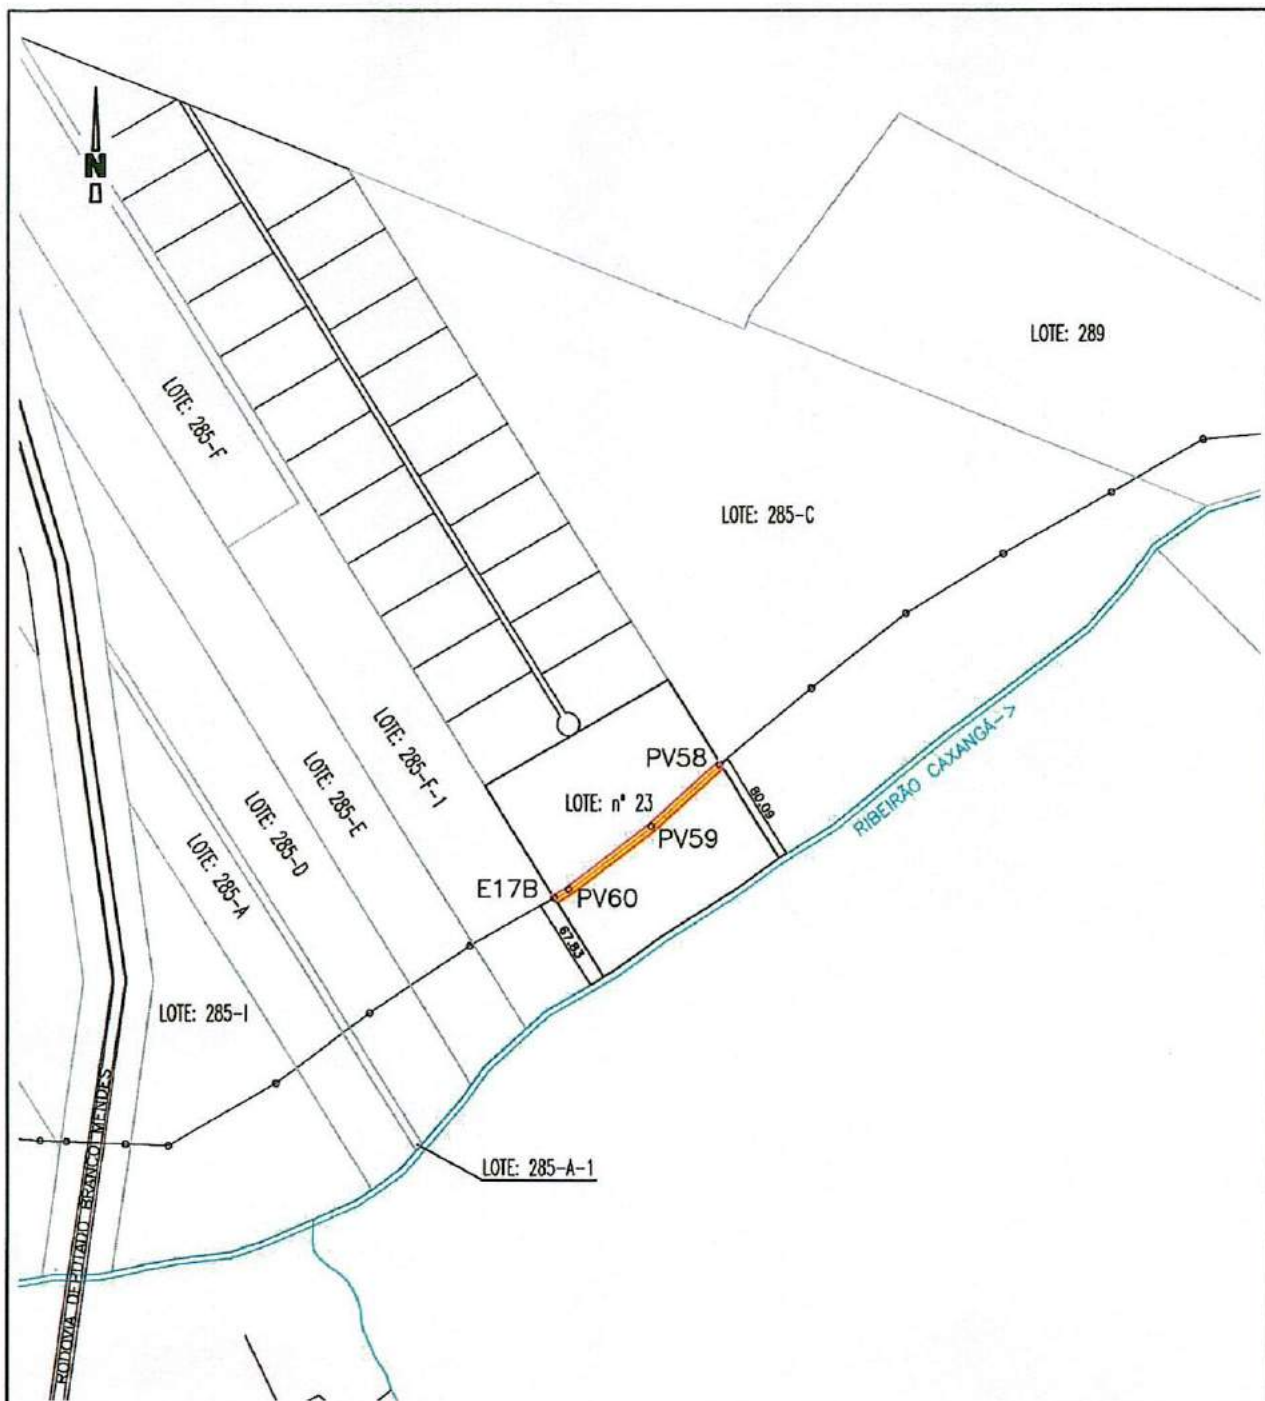 N
LOTE: 289
LOTE: 285-F
LOTE: 285-C
LOTE: 285-F-1
LOTE: 285-E
LOTE: 285-D
LOTE: 285-A
PV58
LOTE: nº 23
80.09
PV59
RIBEIRÃO CAXANGÁ->
E17B
PV60
67.83
LOTE: 285-I
LOTE: 285-A-1
RODOVIA DEPUTADO BRANCO MENDES